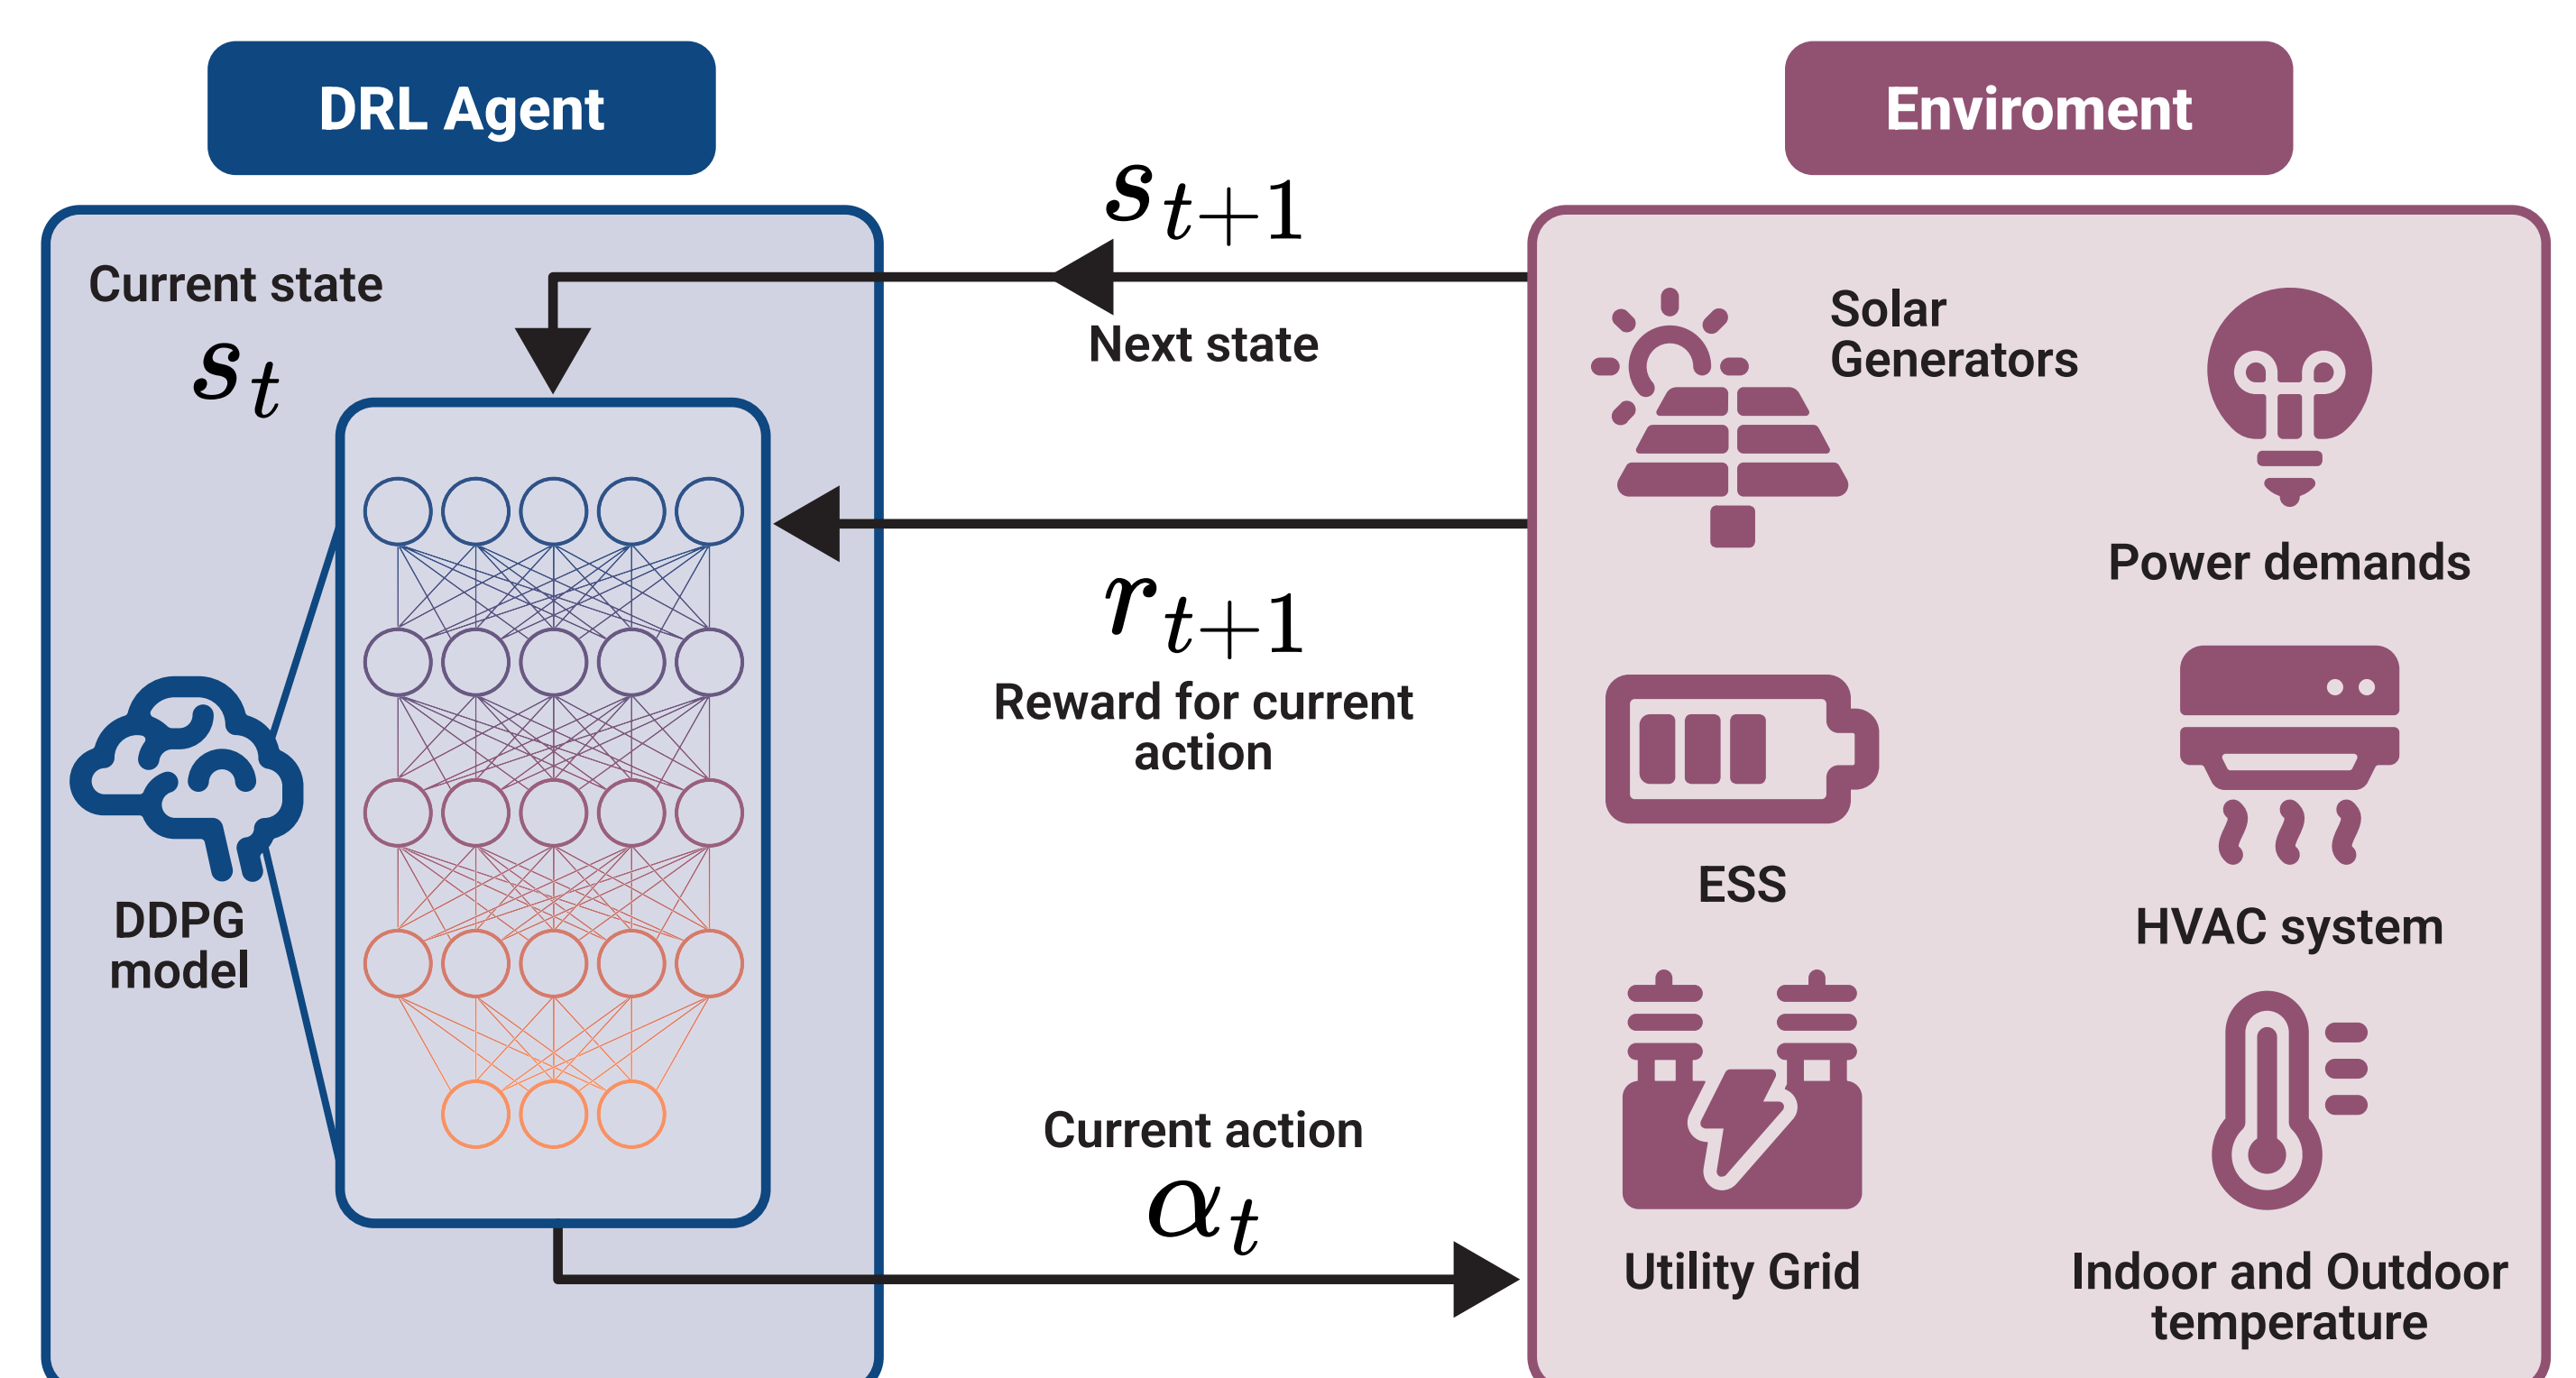 DRL Agent
Enviroment
Current state
s_t
s_{t+1}
Next state
r_{t+1}
Reward for current
action
DDPG
model
Current action
α_t
Solar
Generators
Power demands
ESS
HVAC system
Utility Grid
Indoor and Outdoor
temperature